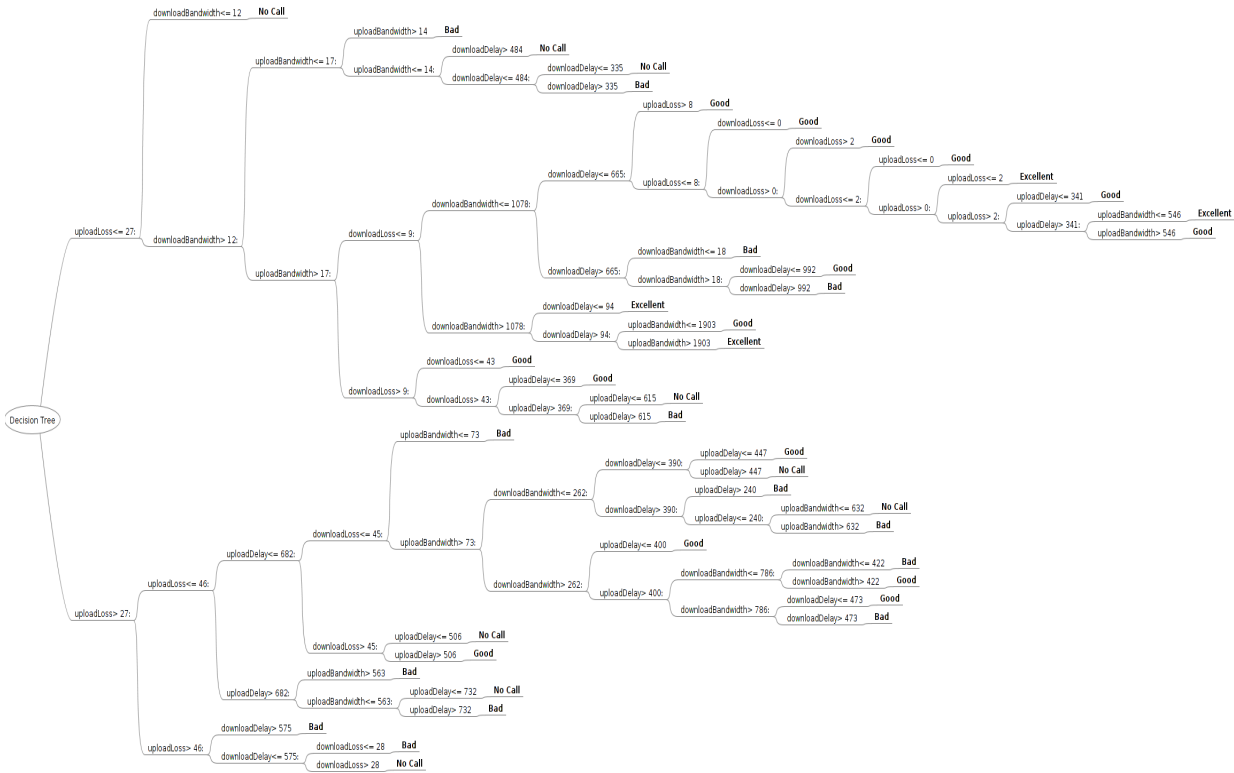 downloadBandwidth<= 12 No Call
uploadBandwidth> 14 Bad
uploadBandwidth<= 17:
downloadDelay> 484 No Call
uploadBandwidth<= 14:
downloadDelay<= 335 No Call
downloadDelay<= 484:
downloadDelay> 335 Bad
uploadLoss> 8 Good
downloadLoss<= 0 Good
downloadLoss> 2 Good
uploadLoss<= 0 Good
downloadDelay<= 665:
uploadLoss<= 2 Excellent
uploadLoss<= 8:
downloadLoss> 0:
uploadDelay<= 341 Good
downloadLoss<= 2:
downloadBandwidth<= 1078:
uploadLoss> 0:
uploadBandwidth<= 546 Excellent
uploadLoss> 2:
uploadDelay> 341:
uploadLoss<= 27:
downloadLoss<= 9:
uploadBandwidth> 546 Good
downloadBandwidth> 12:
downloadBandwidth<= 18 Bad
uploadBandwidth> 17:
downloadDelay> 665:
downloadDelay<= 992 Good
downloadBandwidth> 18:
downloadDelay> 992 Bad
downloadDelay<= 94 Excellent
downloadBandwidth> 1078:
uploadBandwidth<= 1903 Good
downloadDelay> 94:
uploadBandwidth> 1903 Excellent
downloadLoss<= 43 Good
downloadLoss> 9:
uploadDelay<= 369 Good
downloadLoss> 43:
uploadDelay<= 615 No Call
uploadDelay> 369:
uploadDelay> 615 Bad
Decision Tree
uploadBandwidth<= 73 Bad
uploadDelay<= 447 Good
downloadDelay<= 390:
uploadDelay> 447 No Call
downloadBandwidth<= 262:
uploadDelay> 240 Bad
downloadDelay> 390:
uploadBandwidth<= 632 No Call
uploadDelay<= 240:
uploadBandwidth> 632 Bad
downloadLoss<= 45:
uploadBandwidth> 73:
uploadDelay<= 400 Good
uploadDelay<= 682:
downloadBandwidth<= 422 Bad
downloadBandwidth<= 786:
downloadBandwidth> 422 Good
uploadLoss<= 46:
downloadBandwidth> 262:
uploadDelay> 400:
downloadDelay<= 473 Good
downloadBandwidth> 786:
downloadDelay> 473 Bad
uploadLoss> 27:
uploadDelay<= 506 No Call
downloadLoss> 45:
uploadDelay> 506 Good
uploadBandwidth> 563 Bad
uploadDelay> 682:
uploadDelay<= 732 No Call
uploadBandwidth<= 563:
uploadDelay> 732 Bad
downloadDelay> 575 Bad
uploadLoss> 46:
downloadLoss<= 28 Bad
downloadDelay<= 575:
downloadLoss> 28 No Call